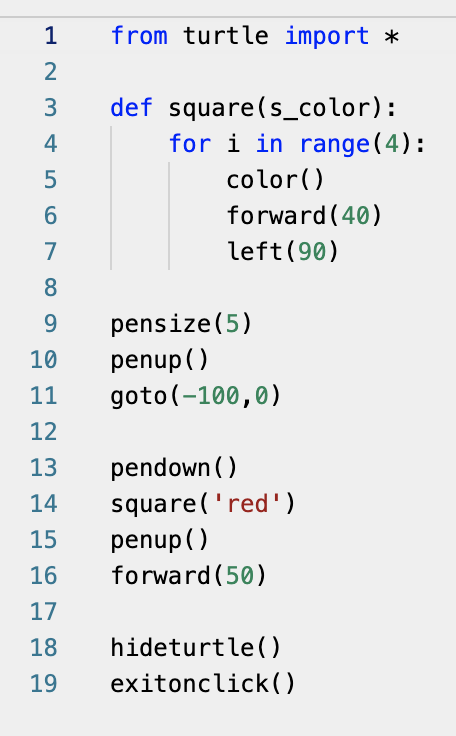 1 from turtle import *
2
3 def square(s_color):
4     for i in range(4):
5         color()
6         forward(40)
7         left(90)
8
9 pensize(5)
10 penup()
11 goto(-100,0)
12
13 pendown()
14 square('red')
15 penup()
16 forward(50)
17
18 hideturtle()
19 exitonclick()